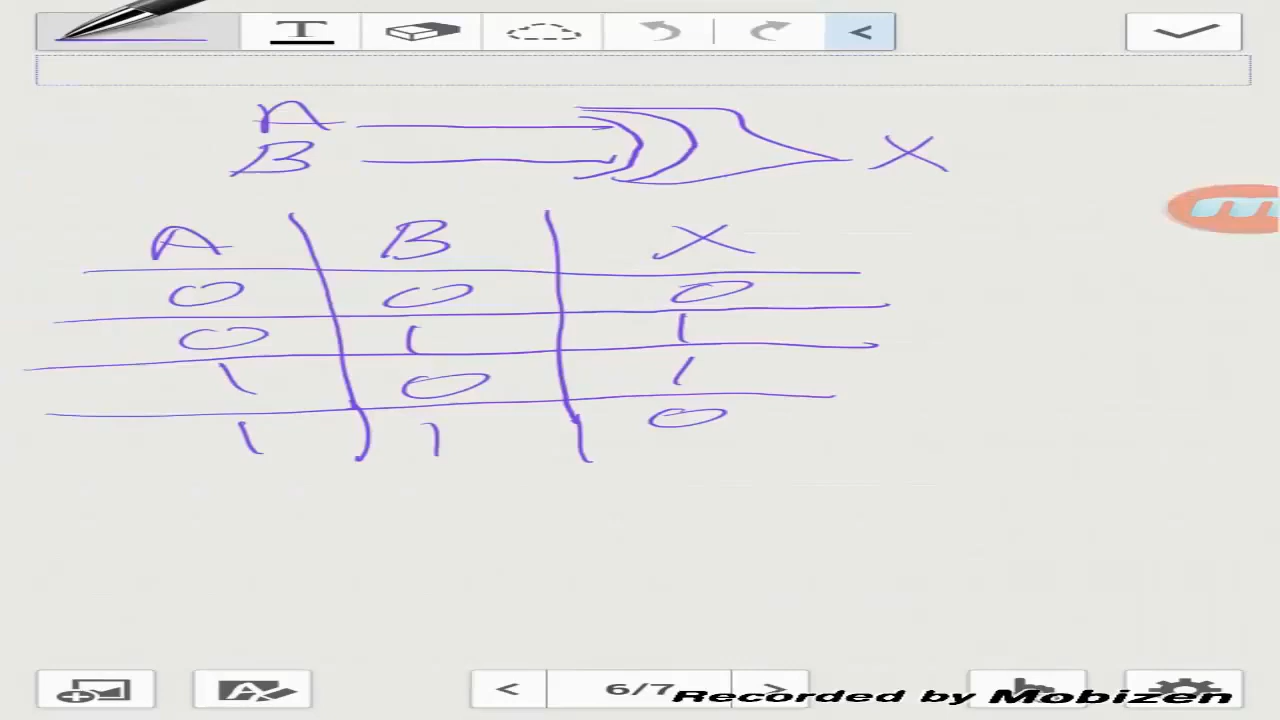 T
<
A
B
X
A B X
0 0 0
0 1 1
1 0 1
1 1 0
A
< 6/7 >
Recorded by Mobizen